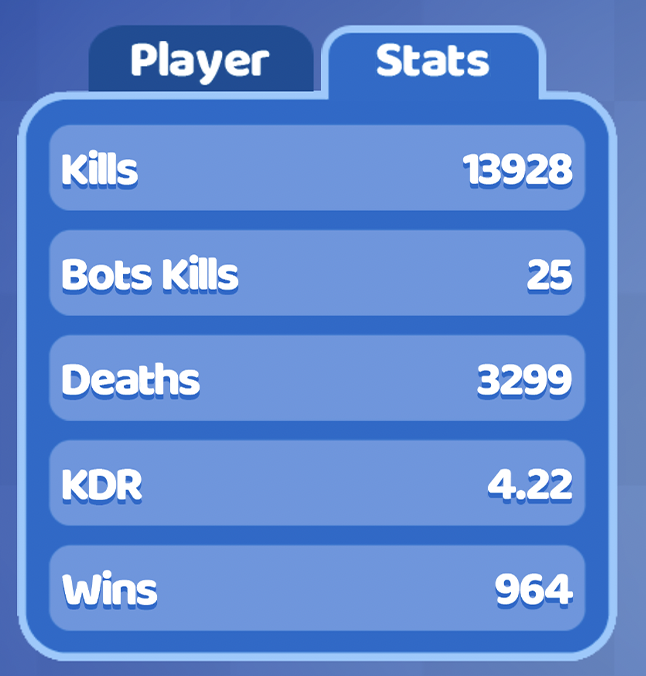 Player Stats
Kills 13928
Bots Kills 25
Deaths 3299
KDR 4.22
Wins 964